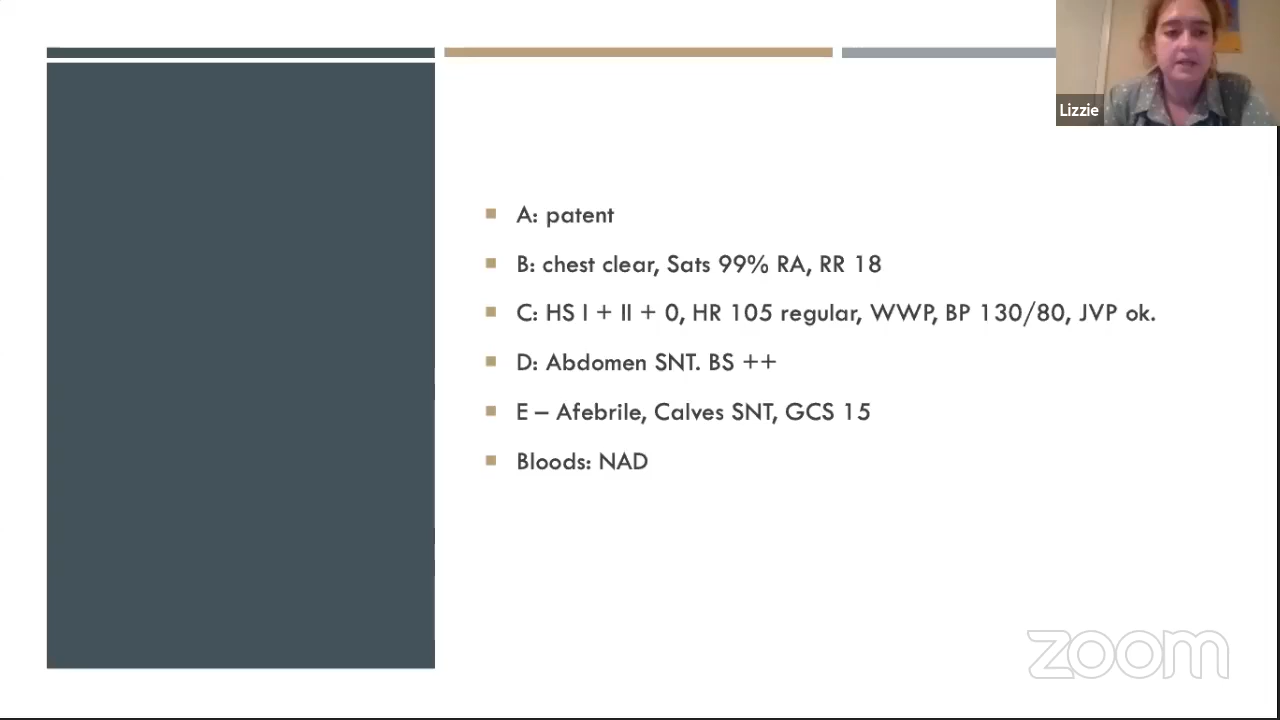 Lizzie
A: patent
B: chest clear, Sats 99% RA, RR 18
C: HS I + II + 0, HR 105 regular, WWP, BP 130/80, JVP ok.
D: Abdomen SNT. BS ++
E – Afebrile, Calves SNT, GCS 15
Bloods: NAD
zoom